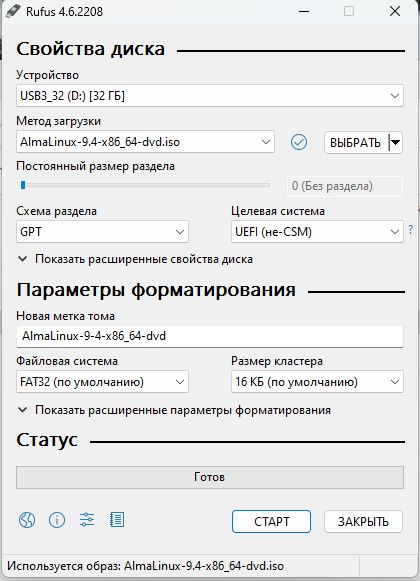 Rufus 4.6.2208
Свойства диска
Устройство
USB3_32 (D:) [32 ГБ]
Метод загрузки
AlmaLinux-9.4-x86_64-dvd.iso
ВЫБРАТЬ
Постоянный размер раздела
0 (Без раздела)
Схема раздела
Целевая система
GPT
UEFI (не-CSM)
?
Показать расширенные свойства диска
Параметры форматирования
Новая метка тома
AlmaLinux-9-4-x86_64-dvd
Файловая система
Размер кластера
FAT32 (по умолчанию)
16 КБ (по умолчанию)
Показать расширенные параметры форматирования
Статус
Готов
СТАРТ
ЗАКРЫТЬ
Используется образ: AlmaLinux-9.4-x86_64-dvd.iso